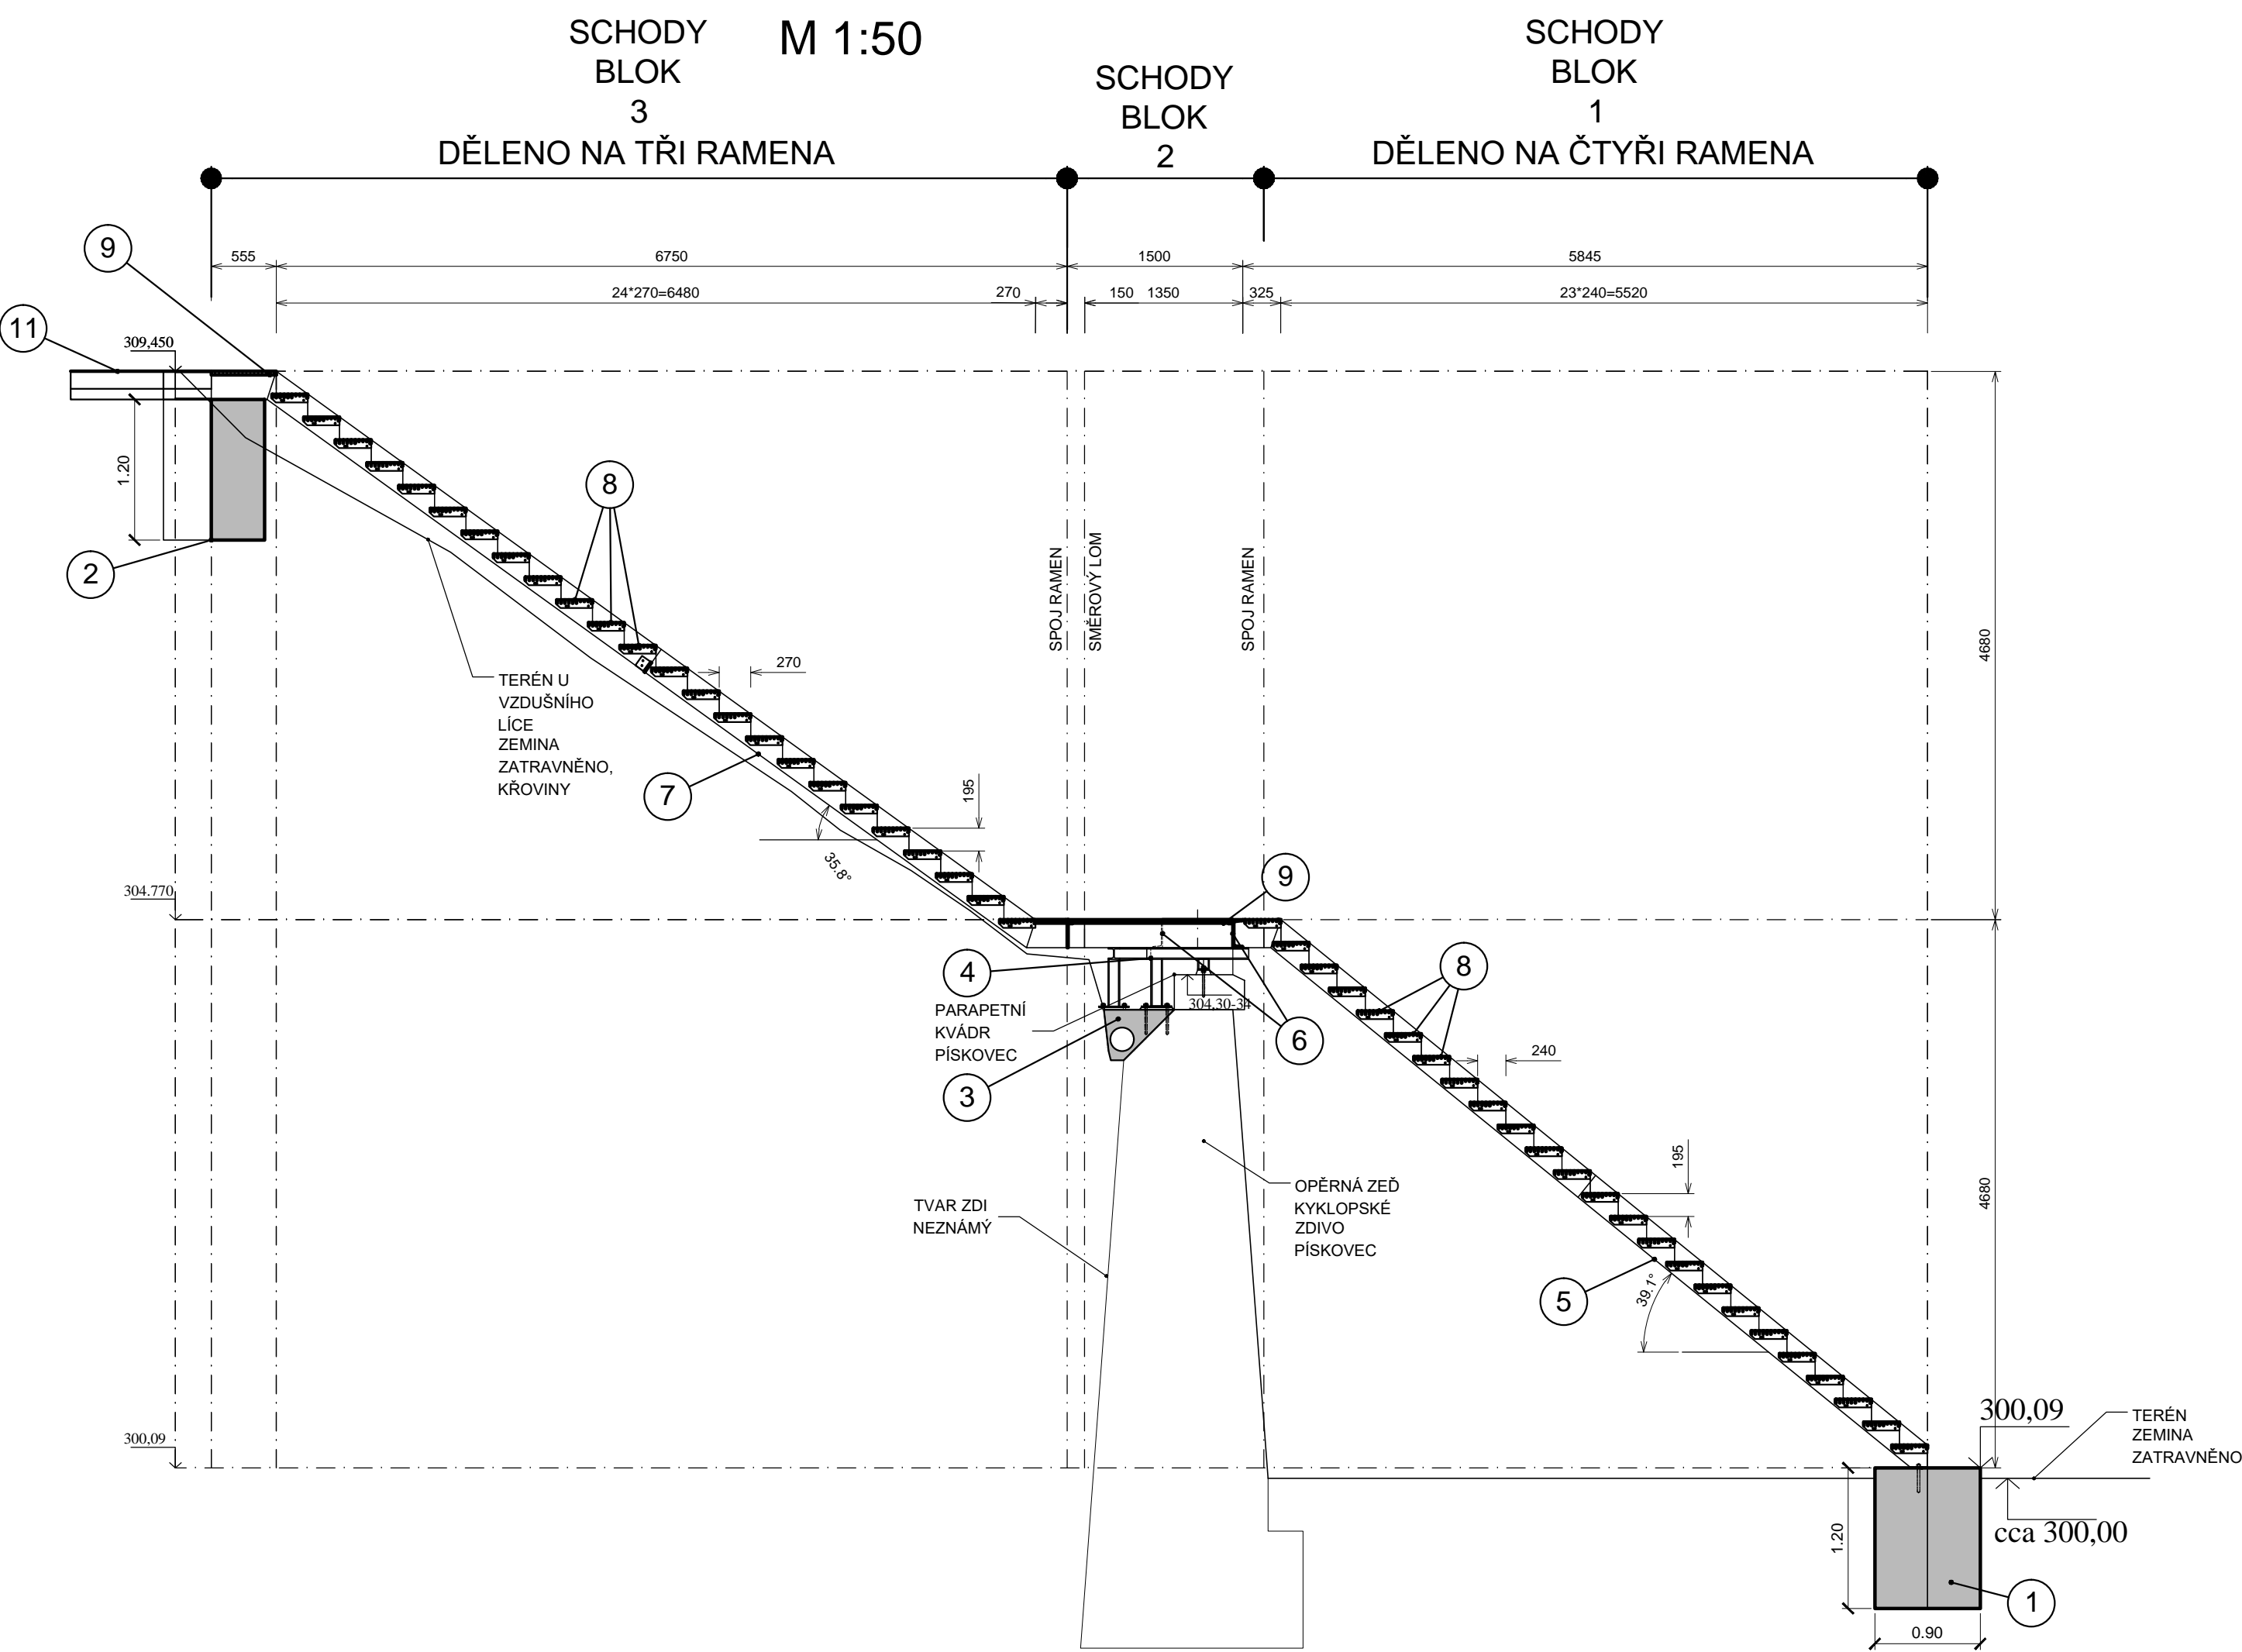 SCHODY
BLOK
3
DĚLENO NA TŘI RAMENA
M 1:50
SCHODY
BLOK
2
SCHODY
BLOK
1
DĚLENO NA ČTYŘI RAMENA
9
555
6750
1500
5845
24*270=6480
270
150
1350
325
23*240=5520
11
309,450
1.20
2
8
SPOJ RAMEN
SMĚROVÝ LOM
SPOJ RAMEN
4680
270
TERÉN U
VZDUŠNÍHO
LÍCE
ZEMINA
ZATRAVNĚNO,
KŘOVINY
7
195
35.8°
304.770
9
8
4
304.30-34
PARAPETNÍ
KVÁDR
PÍSKOVEC
6
3
240
195
4680
TVAR ZDI
NEZNÁMÝ
OPĚRNÁ ZEĎ
KYKLOPSKÉ
ZDIVO
PÍSKOVEC
5
39.1°
300,09
300,09
TERÉN
ZEMINA
ZATRAVNĚNO
cca 300,00
1.20
1
0.90